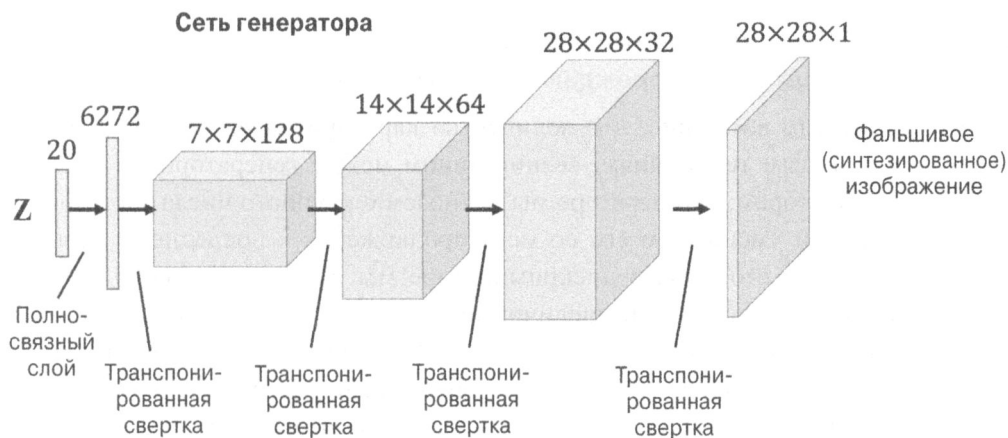 Сеть генератора
28×28×32
28×28×1
14×14×64
6272
7×7×128
20
Z
Фальшивое
(синтезированное)
изображение
Полно-
связный
слой
Транспони-
рованная
свертка
Транспони-
рованная
свертка
Транспони-
рованная
свертка
Транспони-
рованная
свертка